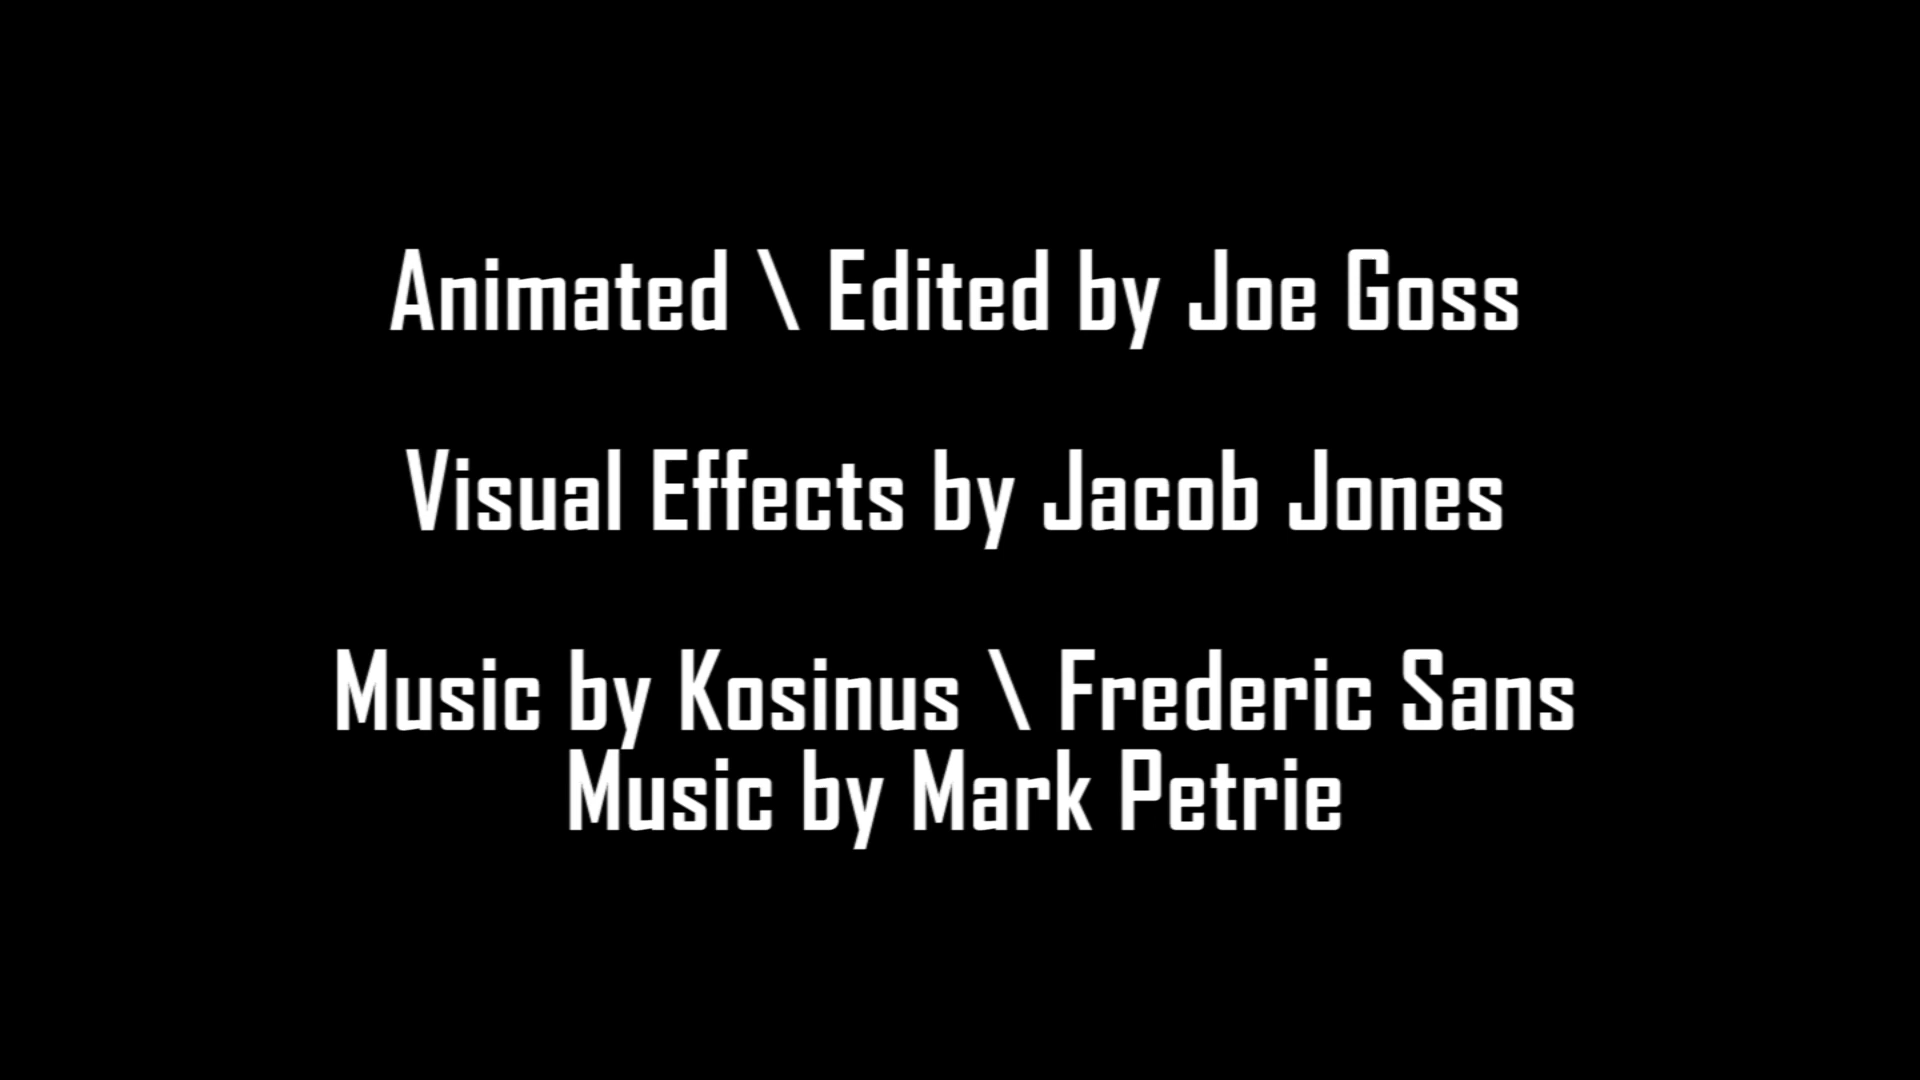 Animated \ Edited by Joe Goss
Visual Effects by Jacob Jones
Music by Kosinus \ Frederic Sans
Music by Mark Petrie